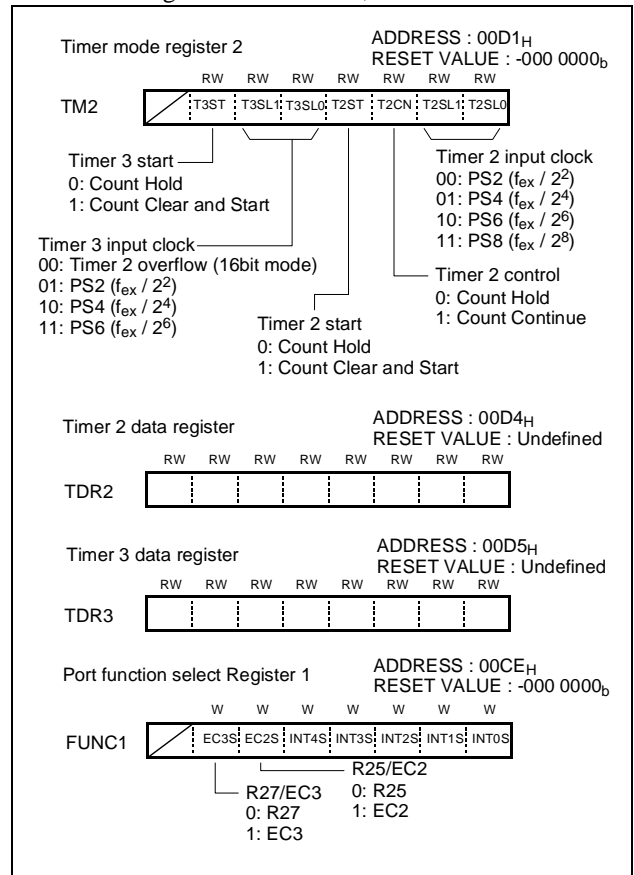 Timer mode register 2
ADDRESS : 00D1H
RESET VALUE : -000 0000b
RW RW RW RW RW RW RW
TM2
T3ST T3SL1 T3SL0 T2ST T2CN T2SL1 T2SL0
Timer 3 start
0: Count Hold
1: Count Clear and Start
Timer 2 input clock
00: PS2 (fex / 2²)
01: PS4 (fex / 2⁴)
10: PS6 (fex / 2⁶)
11: PS8 (fex / 2⁸)
Timer 3 input clock
00: Timer 2 overflow (16bit mode)
01: PS2 (fex / 2²)
10: PS4 (fex / 2⁴)
11: PS6 (fex / 2⁶)
Timer 2 control
0: Count Hold
1: Count Continue
Timer 2 start
0: Count Hold
1: Count Clear and Start
Timer 2 data register
ADDRESS : 00D4H
RESET VALUE : Undefined
RW RW RW RW RW RW RW RW
TDR2
Timer 3 data register
ADDRESS : 00D5H
RESET VALUE : Undefined
RW RW RW RW RW RW RW RW
TDR3
Port function select Register 1
ADDRESS : 00CEH
RESET VALUE : -000 0000b
W W W W W W W
FUNC1
EC3S EC2S INT4S INT3S INT2S INT1S INT0S
R25/EC2
0: R25
1: EC2
R27/EC3
0: R27
1: EC3